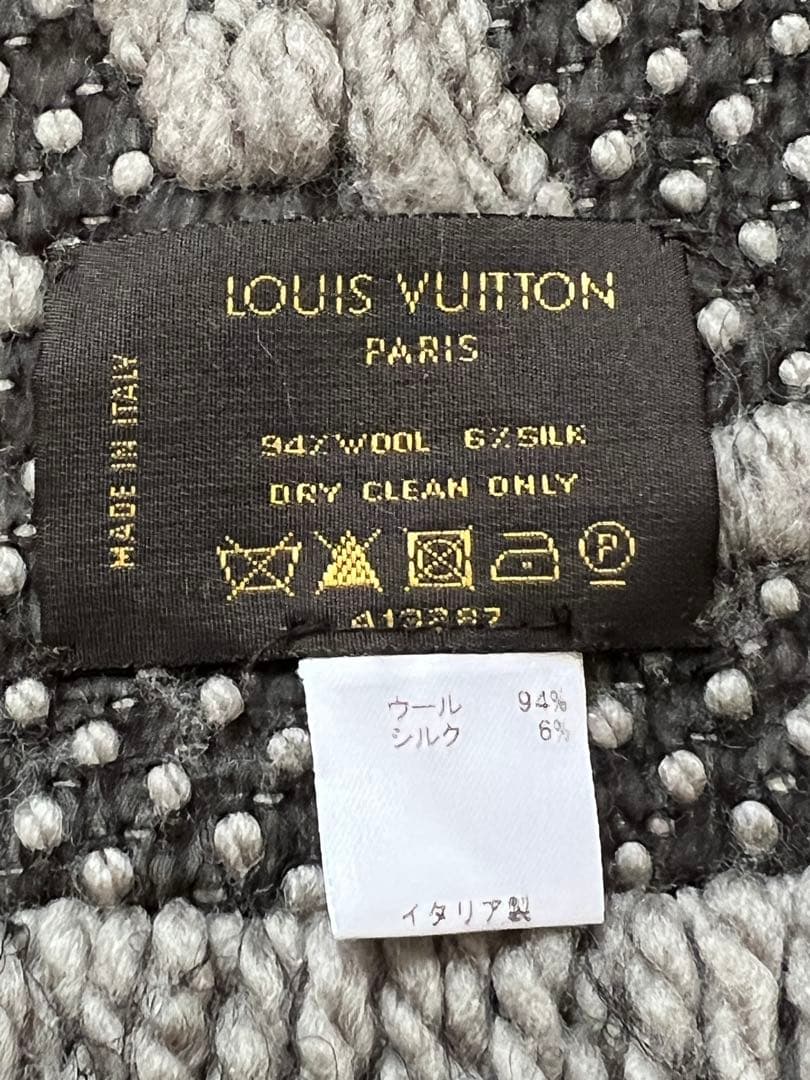 LOUIS VUITTON
PARIS
MADE IN ITALY
94% WOOL 6% SILK
DRY CLEAN ONLY
P
ウール 94%
シルク 6%
イタリア製